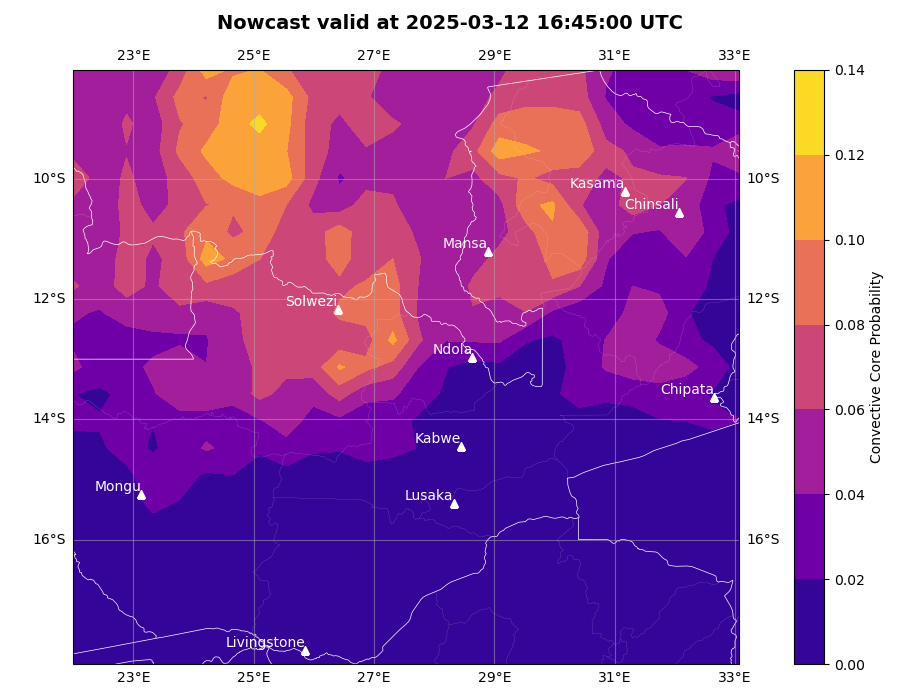 Nowcast valid at 2025-03-12 16:45:00 UTC
23°E 25°E 27°E 29°E 31°E 33°E
0.14
0.12
10°S 10°S
Kasama
Chinsali
0.10
Mansa
12°S 12°S
Solwezi
0.08
Ndola
Chipata
0.06
14°S 14°S
Kabwe
Mongu
Lusaka
0.04
16°S 16°S
0.02
Livingstone
0.00
23°E 25°E 27°E 29°E 31°E 33°E
Convective Core Probability